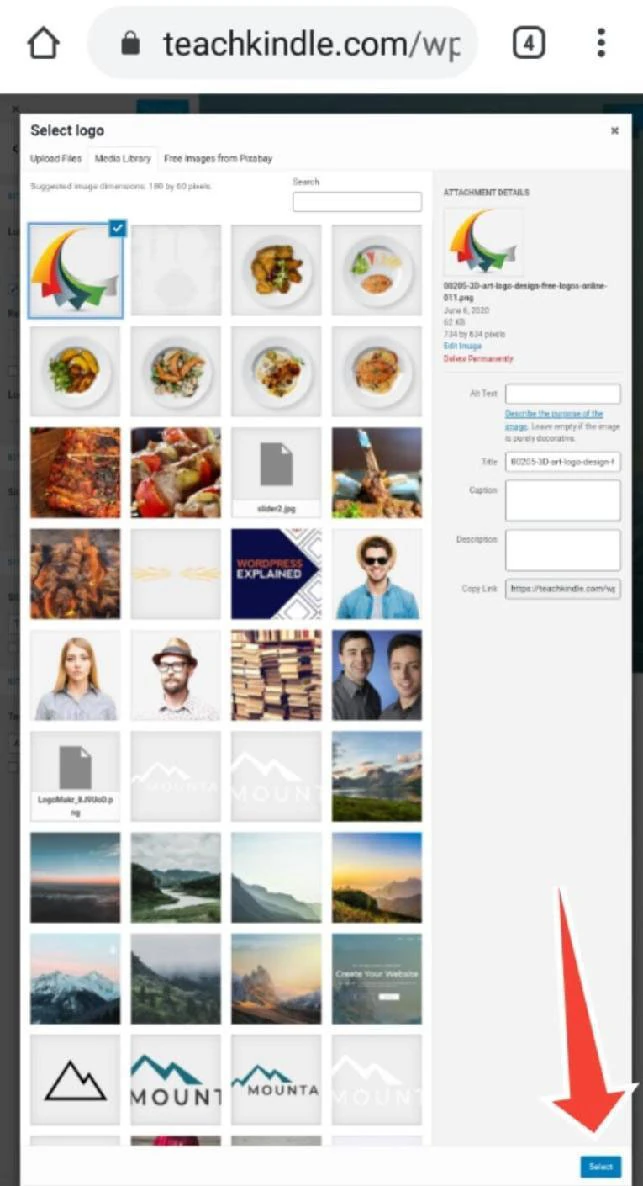 teachkindle.com/wp
4
Select logo
Upload Files Media Library Free Images from Pixabay
Suggested image dimensions: 180 by 60 pixels.
Search
ATTACHMENT DETAILS
00205-3D-art-logo-design-free-logos-online-
011.png
June 6, 2020
62 KB
734 by 634 pixels
Edit Image
Delete Permanently
Alt Text
Describe the purpose of the
image. Leave empty if the image
is purely decorative.
Title 00205-3D-art-logo-design-f
Caption
Description
Copy Link https://teachkindle.com/wp
slider2.jpg
WORDPRESS
EXPLAINED
MOUNTA
MOUNT
Create Your Website
MOUNT
MOUNTA
MOUNT
Select